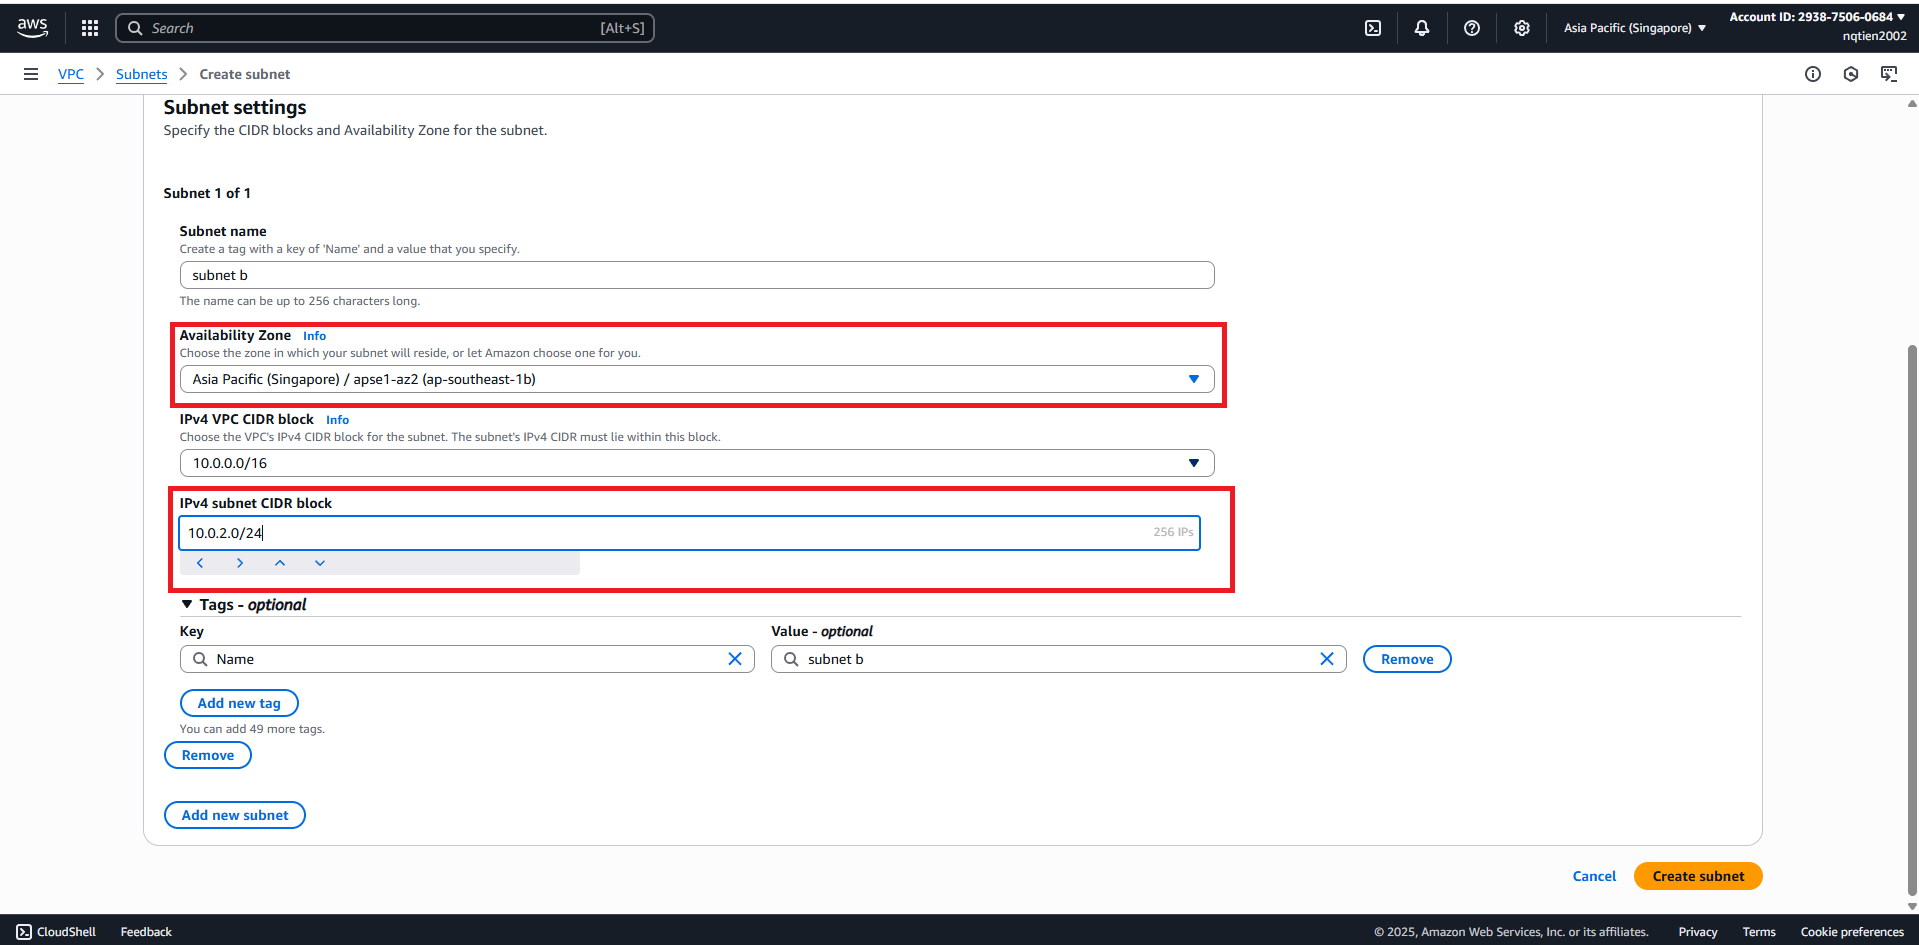 aws
Search [Alt+S]
Asia Pacific (Singapore)
Account ID: 2938-7506-0684
nqtien2002
VPC > Subnets > Create subnet
Subnet settings
Specify the CIDR blocks and Availability Zone for the subnet.
Subnet 1 of 1
Subnet name
Create a tag with a key of 'Name' and a value that you specify.
subnet b
The name can be up to 256 characters long.
Availability Zone Info
Choose the zone in which your subnet will reside, or let Amazon choose one for you.
Asia Pacific (Singapore) / apse1-az2 (ap-southeast-1b)
IPv4 VPC CIDR block Info
Choose the VPC's IPv4 CIDR block for the subnet. The subnet's IPv4 CIDR must lie within this block.
10.0.0.0/16
IPv4 subnet CIDR block
10.0.2.0/24 256 IPs
Tags - optional
Key Value - optional
Name subnet b Remove
Add new tag
You can add 49 more tags.
Remove
Add new subnet
Cancel Create subnet
CloudShell Feedback © 2025, Amazon Web Services, Inc. or its affiliates. Privacy Terms Cookie preferences